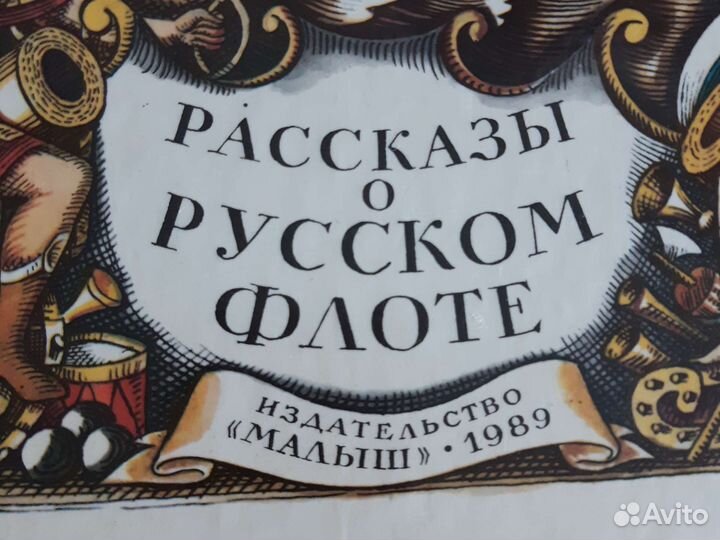 РАССКАЗЫ
О
РУССКОМ
ФЛОТЕ
ИЗДАТЕЛЬСТВО
«МАЛЫШ» · 1989
Avito